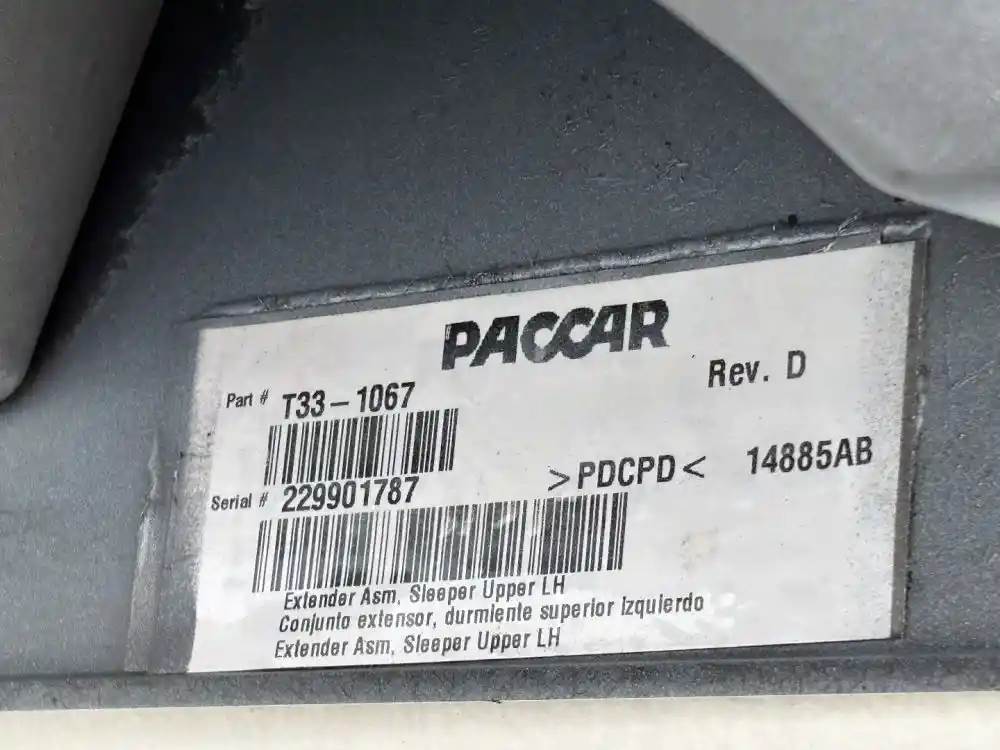 PACCAR
Rev. D
Part # T33-1067
>PDCPD< 14885AB
Serial # 229901787
Extender Asm, Sleeper Upper LH
Conjunto extensor, durmiente superior Izquierdo
Extender Asm, Sleeper Upper LH